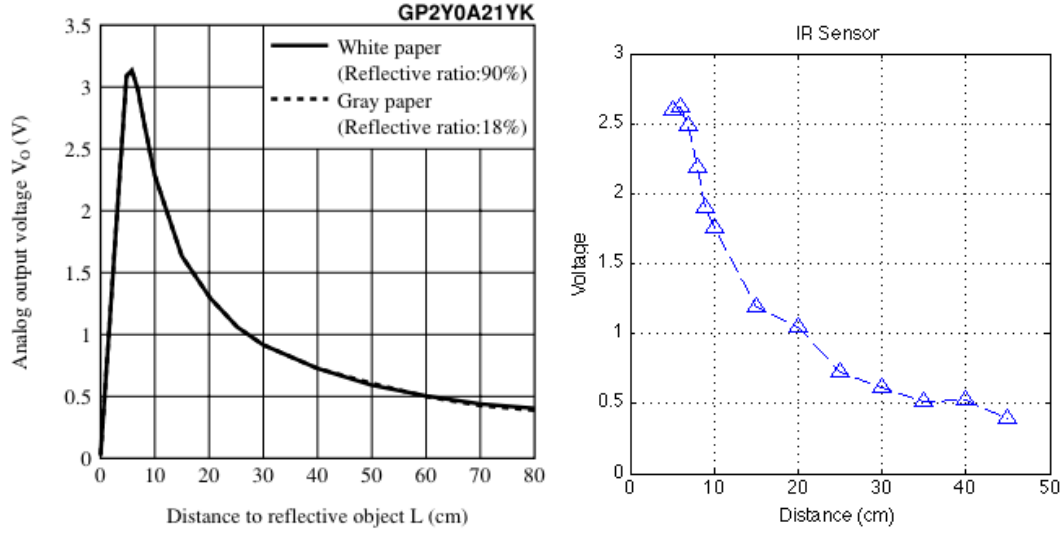 GP2Y0A21YK
3.5
3
2.5
2
1.5
1
0.5
0
Analog output voltage VO (V)
White paper
(Reflective ratio:90%)
Gray paper
(Reflective ratio:18%)
0 10 20 30 40 50 60 70 80
Distance to reflective object L (cm)
IR Sensor
3
2.5
2
1.5
1
0.5
0
Voltage
0 10 20 30 40 50
Distance (cm)